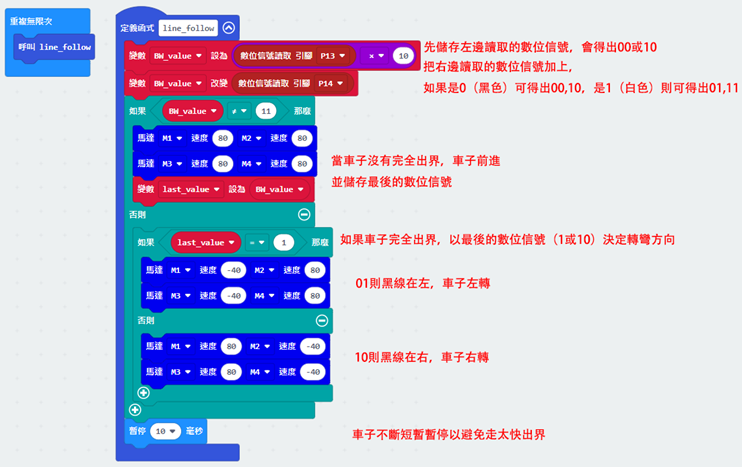 重複無限次
呼叫 line_follow
定義函式 line_follow
變數 BW_value 設為 數位信號讀取 引腳 P13 × 10
先儲存左邊讀取的數位信號，會得出00或10
把右邊讀取的數位信號加上，
變數 BW_value 改變 數位信號讀取 引腳 P14
如果是0（黑色）可得出00,10，是1（白色）則可得出01,11
如果 BW_value ≠ 11 那麼
馬達 M1 速度 80 M2 速度 80
馬達 M3 速度 80 M4 速度 80
當車子沒有完全出界，車子前進
並儲存最後的數位信號
變數 last_value 設為 BW_value
否則
如果 last_value = 1 那麼
如果車子完全出界，以最後的數位信號（1或10）決定轉彎方向
馬達 M1 速度 -40 M2 速度 80
馬達 M3 速度 -40 M4 速度 80
01則黑線在左，車子左轉
否則
馬達 M1 速度 80 M2 速度 -40
馬達 M3 速度 80 M4 速度 -40
10則黑線在右，車子右轉
暫停 10 毫秒
車子不斷短暫暫停以避免走太快出界